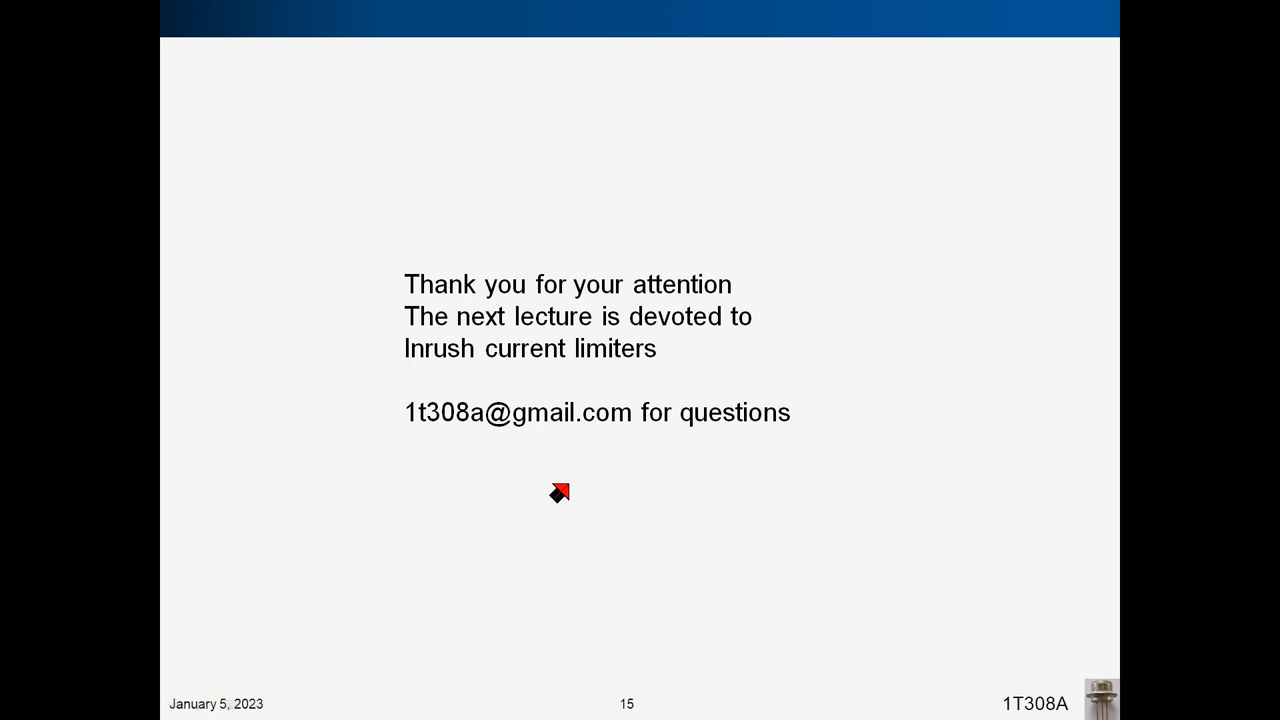 Thank you for your attention
The next lecture is devoted to
Inrush current limiters
1t308a@gmail.com for questions
January 5, 2023
15
1T308A